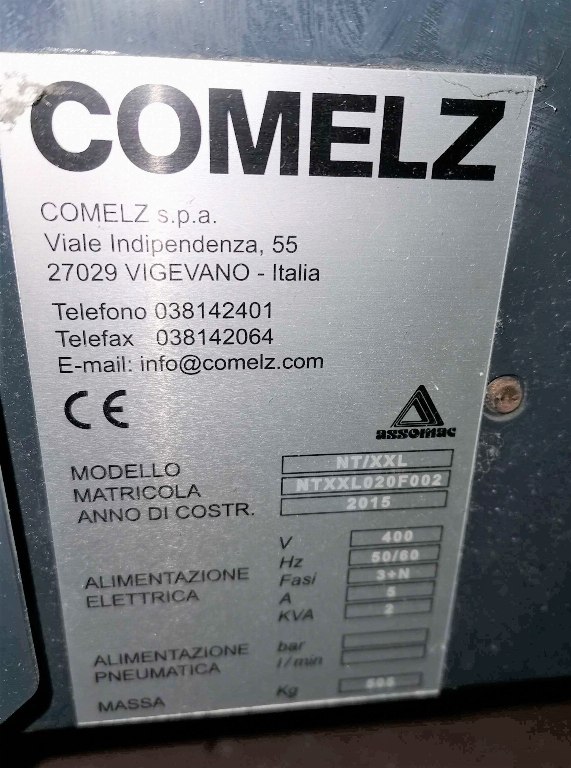 COMELZ
COMELZ s.p.a.
Viale Indipendenza, 55
27029 VIGEVANO - Italia
Telefono 038142401
Telefax 038142064
E-mail: info@comelz.com
CE
assomac
MODELLO NT/XXL
MATRICOLA NTXXL020F002
ANNO DI COSTR. 2015
ALIMENTAZIONE ELETTRICA
V 400
Hz 50/60
Fasi 3+N
A 5
KVA 2
ALIMENTAZIONE PNEUMATICA
bar
l/min
MASSA Kg